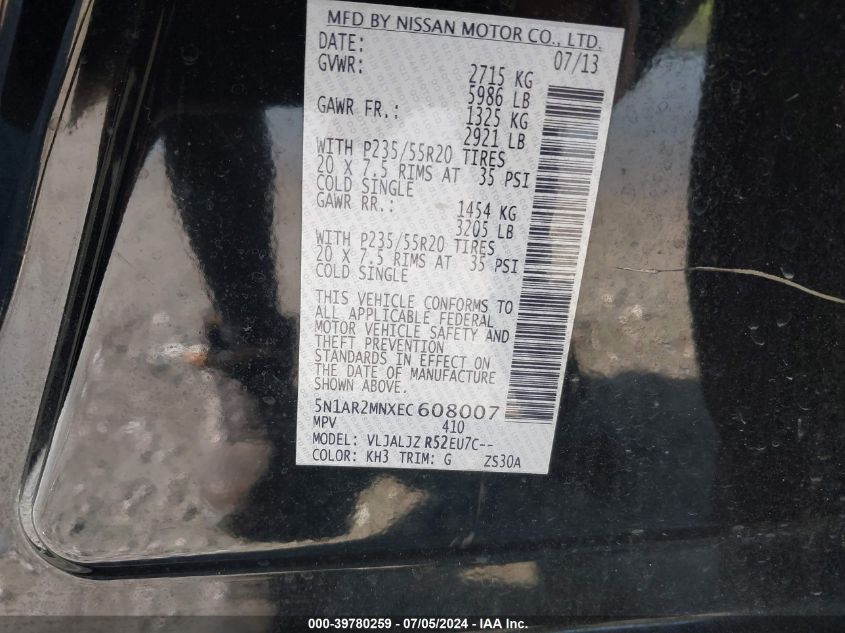 MFD BY NISSAN MOTOR CO., LTD.
DATE: 07/13
GVWR: 2715 KG
5986 LB
GAWR FR.: 1325 KG
2921 LB
WITH P235/55R20 TIRES
20 X 7.5 RIMS AT 35 PSI
COLD SINGLE
GAWR RR.: 1454 KG
3205 LB
WITH P235/55R20 TIRES
20 X 7.5 RIMS AT 35 PSI
COLD SINGLE
THIS VEHICLE CONFORMS TO
ALL APPLICABLE FEDERAL
MOTOR VEHICLE SAFETY AND
THEFT PREVENTION
STANDARDS IN EFFECT ON
THE DATE OF MANUFACTURE
SHOWN ABOVE.
5N1AR2MNXEC 608007
MPV 410
MODEL: VLJALJZ R52EU7C--
COLOR: KH3 TRIM: G ZS30A
000-39780259 - 07/05/2024 - IAA Inc.